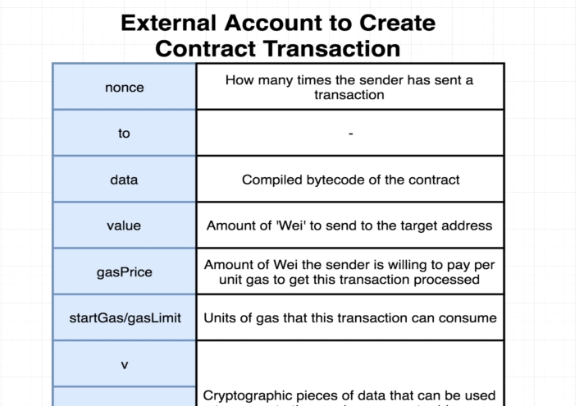 External Account to Create
Contract Transaction
nonce
How many times the sender has sent a
transaction
to
-
data
Compiled bytecode of the contract
value
Amount of 'Wei' to send to the target address
gasPrice
Amount of Wei the sender is willing to pay per
unit gas to get this transaction processed
startGas/gasLimit
Units of gas that this transaction can consume
v
Cryptographic pieces of data that can be used